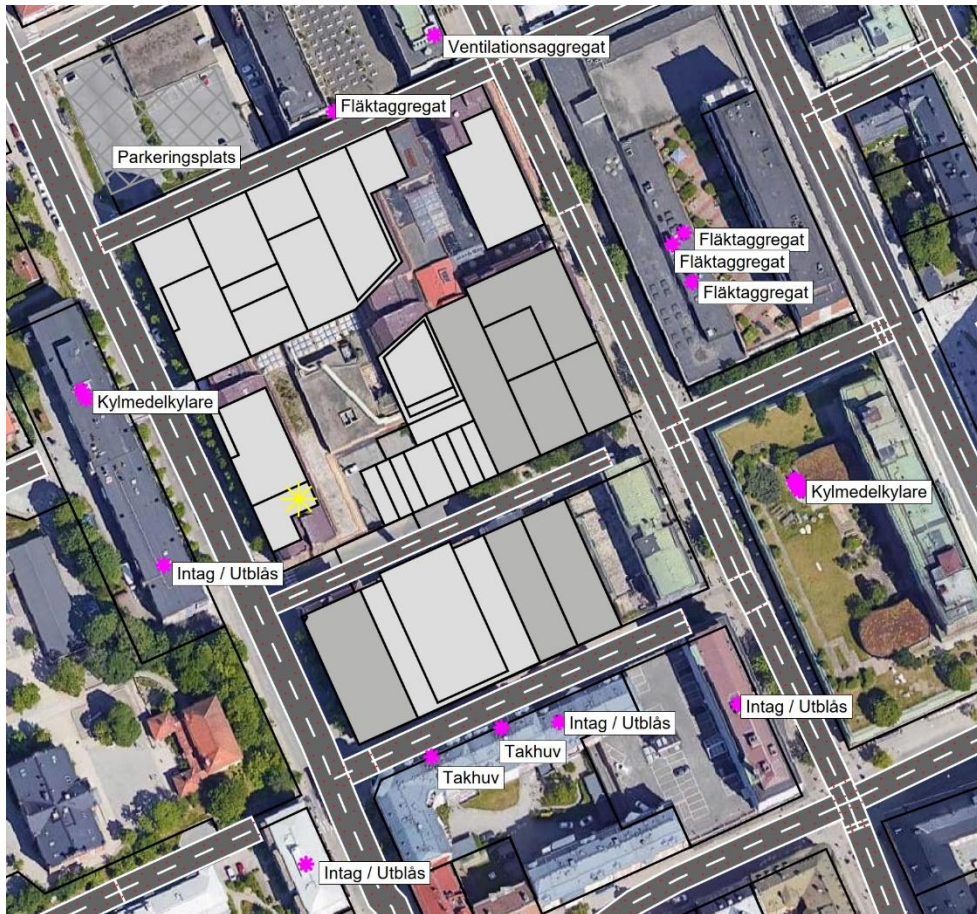 Ventilationsaggregat
Fläktaggregat
Parkeringsplats
Fläktaggregat
Fläktaggregat
Fläktaggregat
Kylmedelkylare
Kylmedelkylare
Intag / Utblås
Intag / Utblås
Intag / Utblås
Takhuv
Takhuv
Intag / Utblås